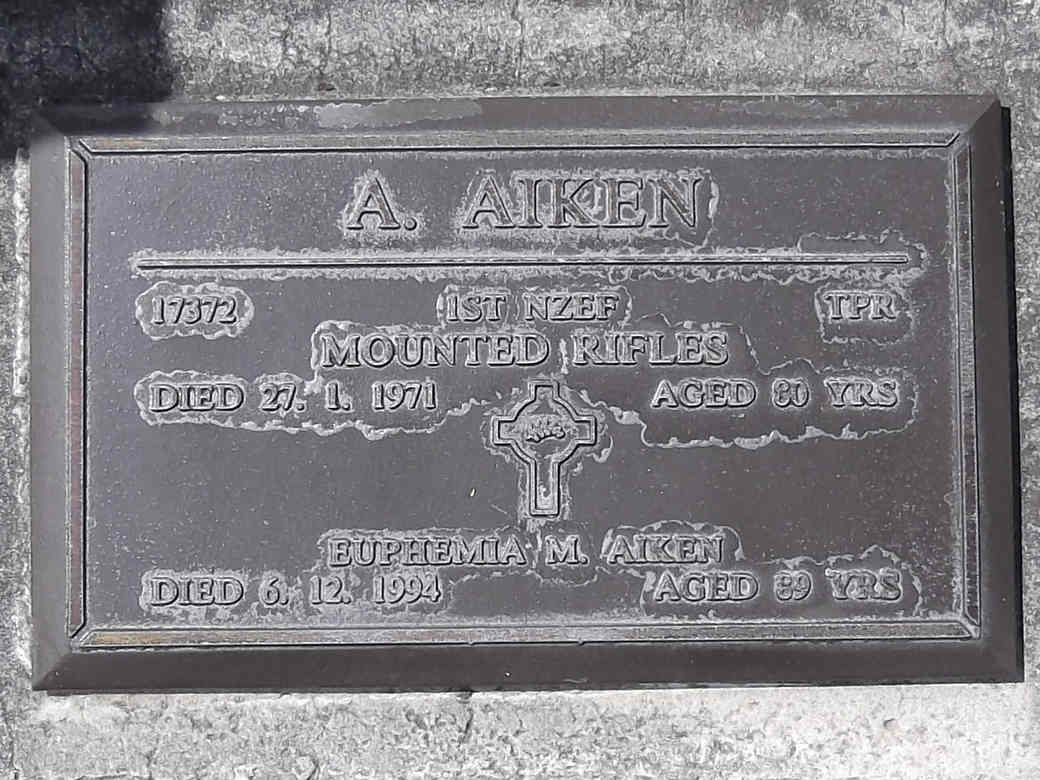 A. AIKEN
17372 1ST NZEF TPR
MOUNTED RIFLES
DIED 27. 1. 1971 AGED 80 YRS
EUPHEMIA M. AIKEN
DIED 6. 12. 1994 AGED 89 YRS